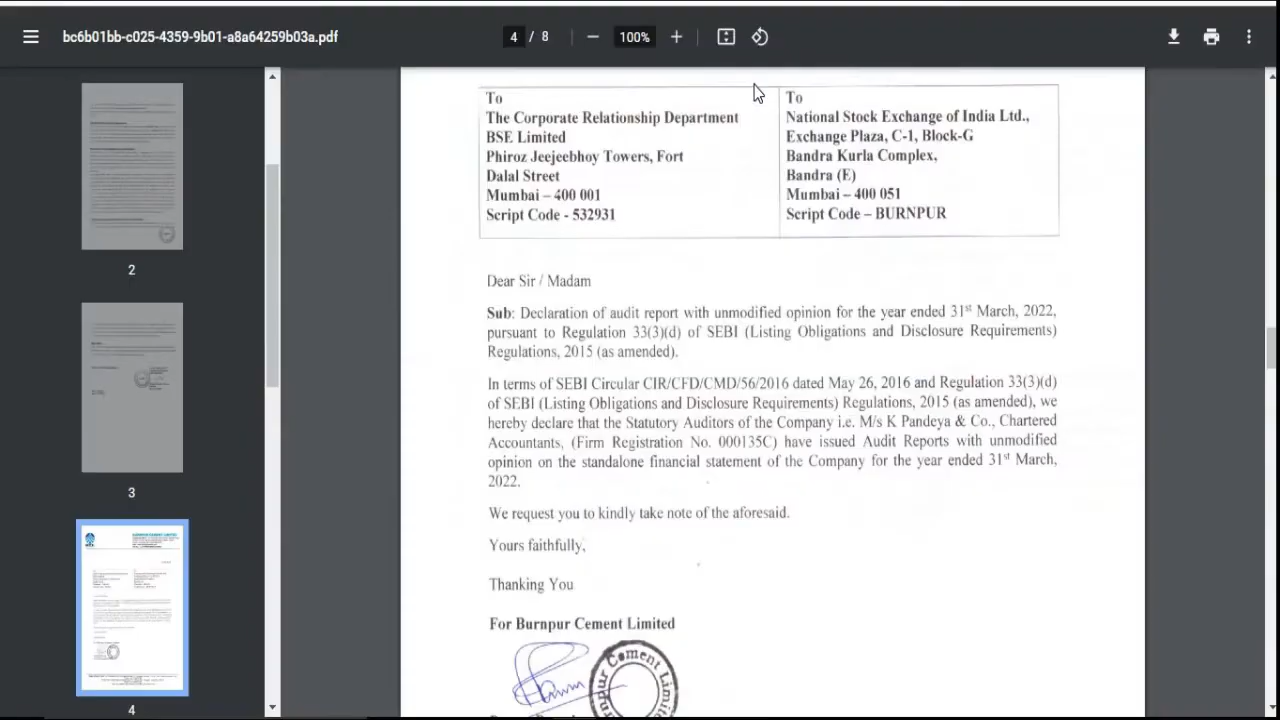 bc6b01bb-c025-4359-9b01-a8a64259b03a.pdf
4 / 8
100%
To
The Corporate Relationship Department
BSE Limited
Phiroz Jeejeebhoy Towers, Fort
Dalal Street
Mumbai – 400 001
Script Code - 532931
To
National Stock Exchange of India Ltd.,
Exchange Plaza, C-1, Block-G
Bandra Kurla Complex,
Bandra (E)
Mumbai – 400 051
Script Code – BURNPUR
Dear Sir / Madam
Sub: Declaration of audit report with unmodified opinion for the year ended 31st March, 2022,
pursuant to Regulation 33(3)(d) of SEBI (Listing Obligations and Disclosure Requirements)
Regulations, 2015 (as amended).
In terms of SEBI Circular CIR/CFD/CMD/56/2016 dated May 26, 2016 and Regulation 33(3)(d)
of SEBI (Listing Obligations and Disclosure Requirements) Regulations, 2015 (as amended), we
hereby declare that the Statutory Auditors of the Company i.e. M/s K Pandeya & Co., Chartered
Accountants, (Firm Registration No. 000135C) have issued Audit Reports with unmodified
opinion on the standalone financial statement of the Company for the year ended 31st March,
2022.
We request you to kindly take note of the aforesaid.
Yours faithfully,
Thanking You
For Burnpur Cement Limited
2
3
4